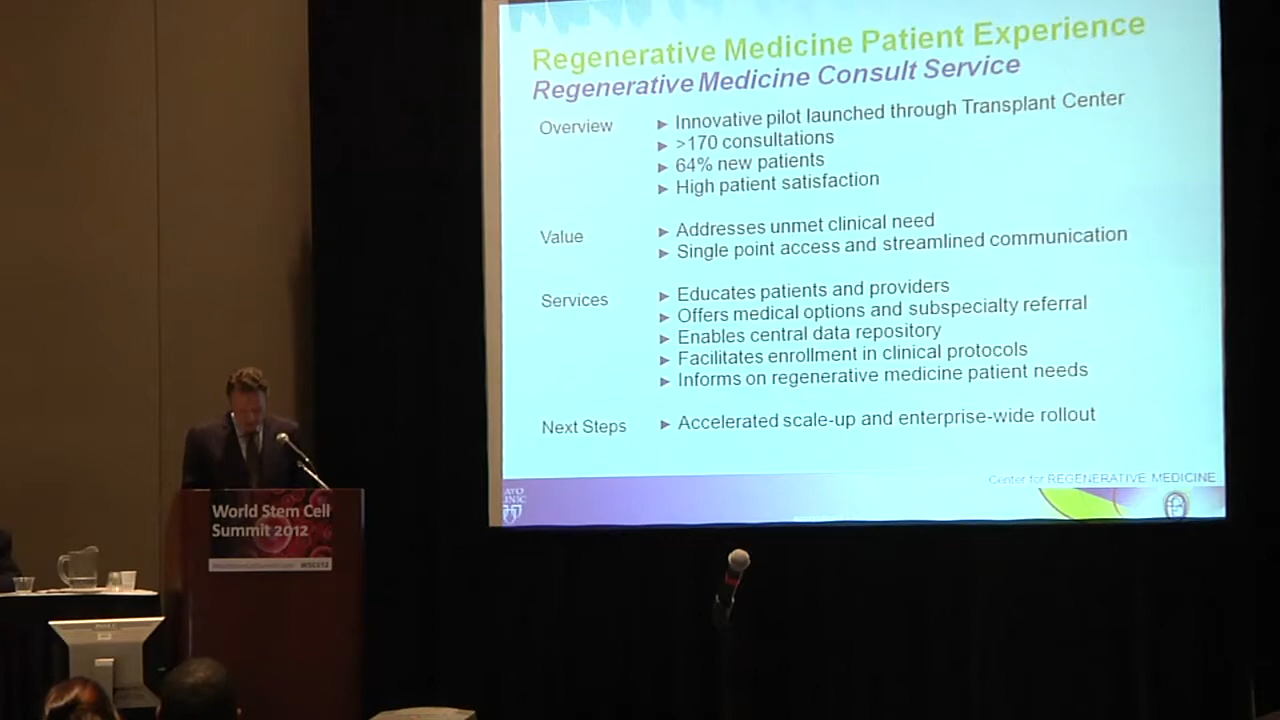 Regenerative Medicine Patient Experience
Regenerative Medicine Consult Service
Overview
► Innovative pilot launched through Transplant Center
► >170 consultations
► 64% new patients
► High patient satisfaction
Value
► Addresses unmet clinical need
► Single point access and streamlined communication
Services
► Educates patients and providers
► Offers medical options and subspecialty referral
► Enables central data repository
► Facilitates enrollment in clinical protocols
► Informs on regenerative medicine patient needs
Next Steps
► Accelerated scale-up and enterprise-wide rollout
Center for REGENERATIVE MEDICINE
World Stem Cell
Summit 2012